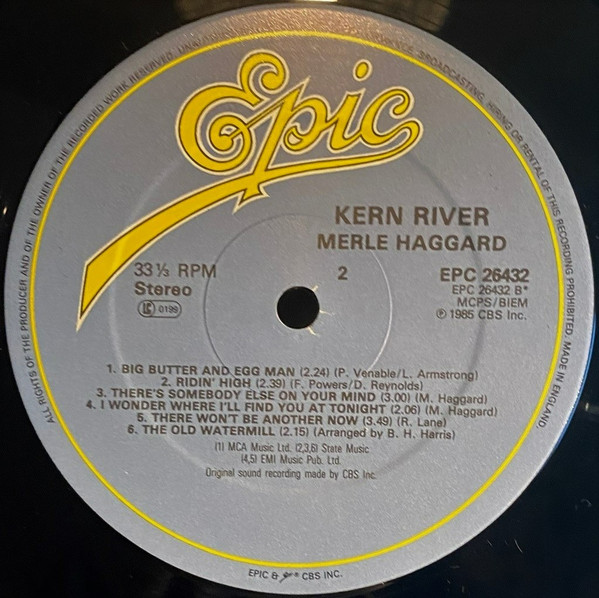 ALL RIGHTS OF THE PRODUCER AND OF THE OWNER OF THE RECORDED WORK RESERVED. BROADCASTING, HIRING OR RENTAL OF THIS RECORDING PROHIBITED. MADE IN ENGLAND.
Epic
KERN RIVER
MERLE HAGGARD
33⅓ RPM
Stereo
LC 0199
2
EPC 26432
EPC 26432 B*
MCPS/BIEM
℗ 1985 CBS Inc.
1. BIG BUTTER AND EGG MAN (2.24) (P. Venable/L. Armstrong)
2. RIDIN' HIGH (2.39) (F. Powers/D. Reynolds)
3. THERE'S SOMEBODY ELSE ON YOUR MIND (3.00) (M. Haggard)
4. I WONDER WHERE I'LL FIND YOU AT TONIGHT (2.06) (M. Haggard)
5. THERE WON'T BE ANOTHER NOW (3.49) (R. Lane)
6. THE OLD WATERMILL (2.15) (Arranged by B. H. Harris)
(1) MCA Music Ltd. (2,3,6) State Music
(4,5) EMI Music Pub. Ltd.
Original sound recording made by CBS Inc.
EPIC & ® CBS INC.